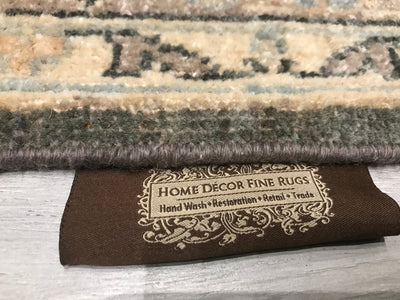 HOME DÉCOR FINE RUGS
Hand Wash • Restoration • Retail • Trade